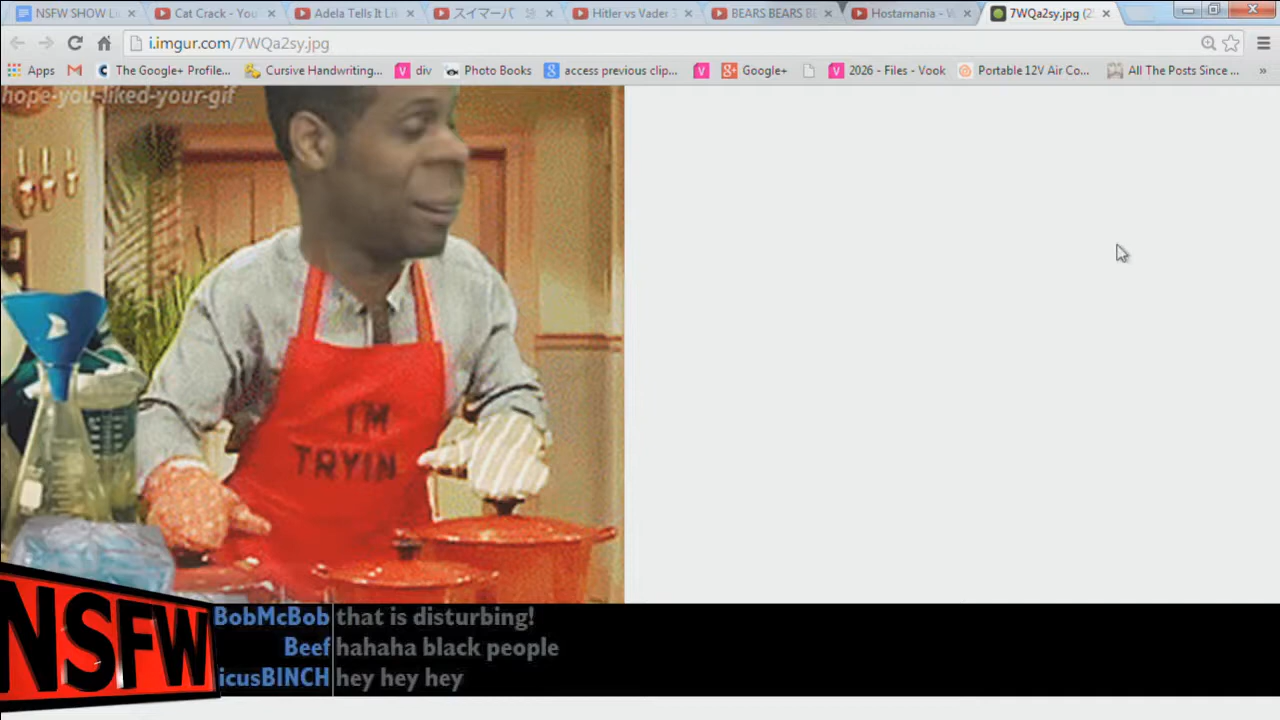 NSFW SHOW Li
Cat Crack - You
Adela Tells It Lik
スイマーバ
Hitler vs Vader
BEARS BEARS BE
Hostamania -
7WQa2sy.jpg (2
i.imgur.com/7WQa2sy.jpg
Apps
The Google+ Profile...
Cursive Handwriting...
div
Photo Books
access previous clip...
Google+
2026 - Files - Vook
Portable 12V Air Co...
All The Posts Since ...
»
hope-you-liked-your-gif
I'M
TRYIN
NSFW
BobMcBob that is disturbing!
Beef hahaha black people
icusBINCH hey hey hey